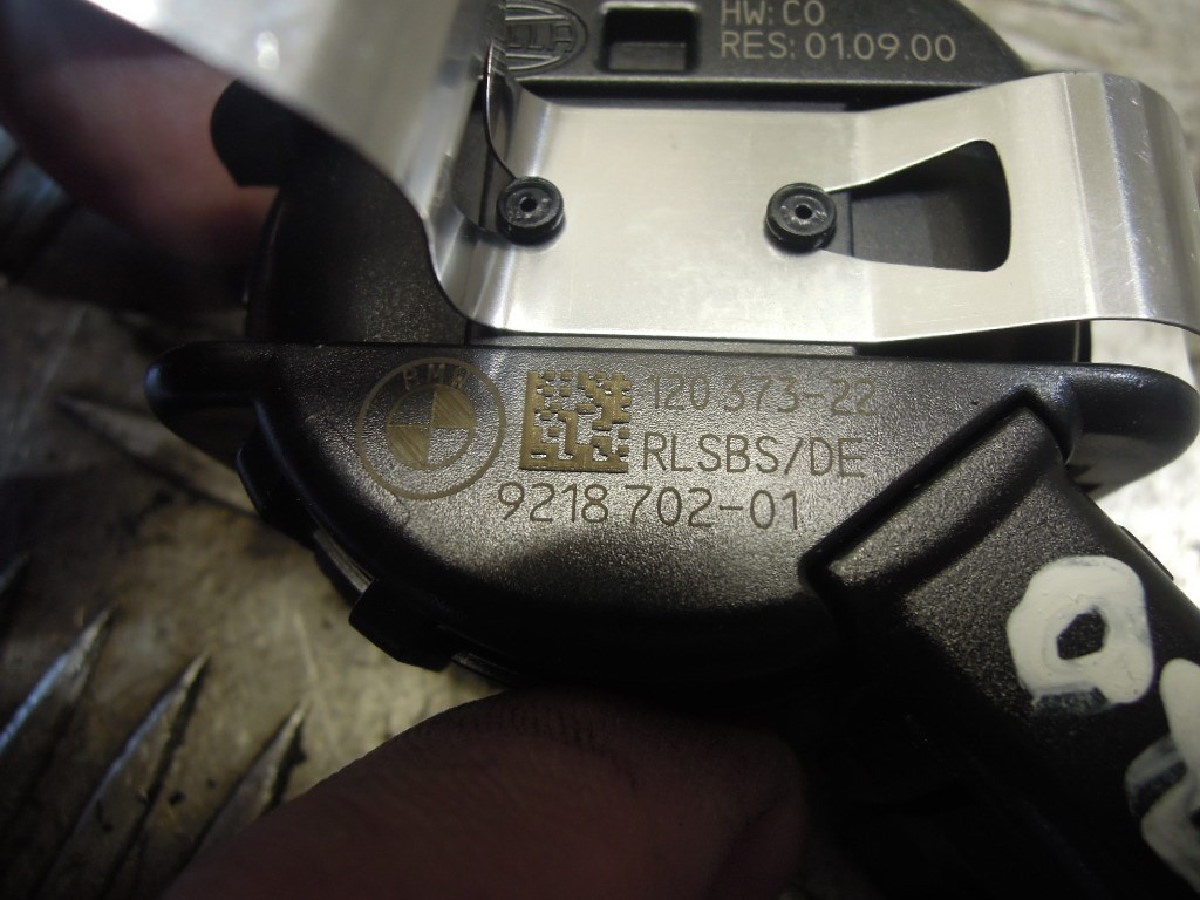 HW: C0
RES: 01.09.00
BMW
120 373-22
RLSBS/DE
9218 702-01